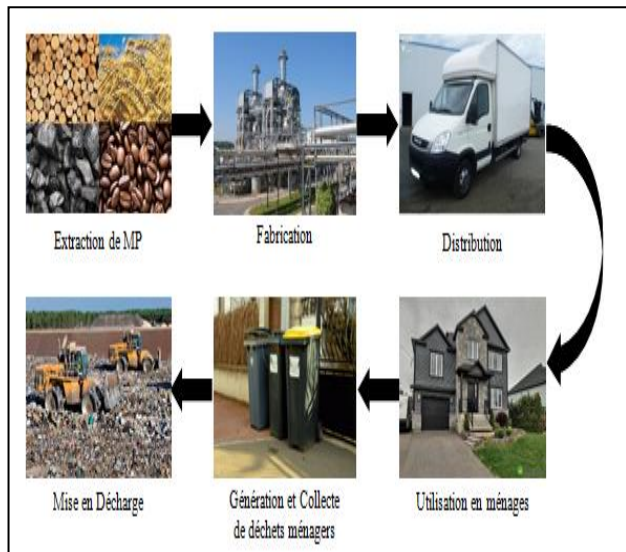 Extraction de MP
Fabrication
Distribution
Mise en Décharge
Génération et Collecte
de déchets ménagers
Utilisation en ménages